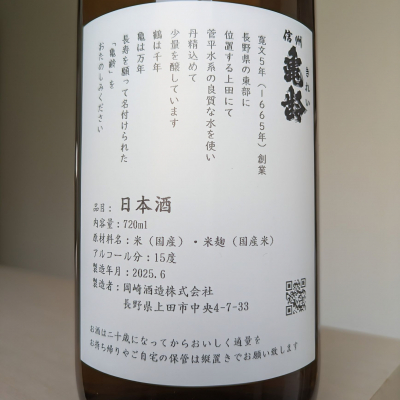 信州
亀齢
きれい
寛文5年（1665年）創業
長野県の東部に
位置する上田にて
菅平水系の良質な水を使い
丹精込めて
少量を醸しています
鶴は千年
亀は万年
長寿を願って名付けられた
「亀齢」を
おたのしみください
品目：日本酒
内容量：720ml
原材料名：米（国産）・米麹（国産米）
アルコール分：15度
製造年月：2025.6
製造者：岡崎酒造株式会社
長野県上田市中央4-7-33
お酒は二十歳になってからおいしく適量を
お持ち帰りやご自宅の保管は縦置きでお願い致します